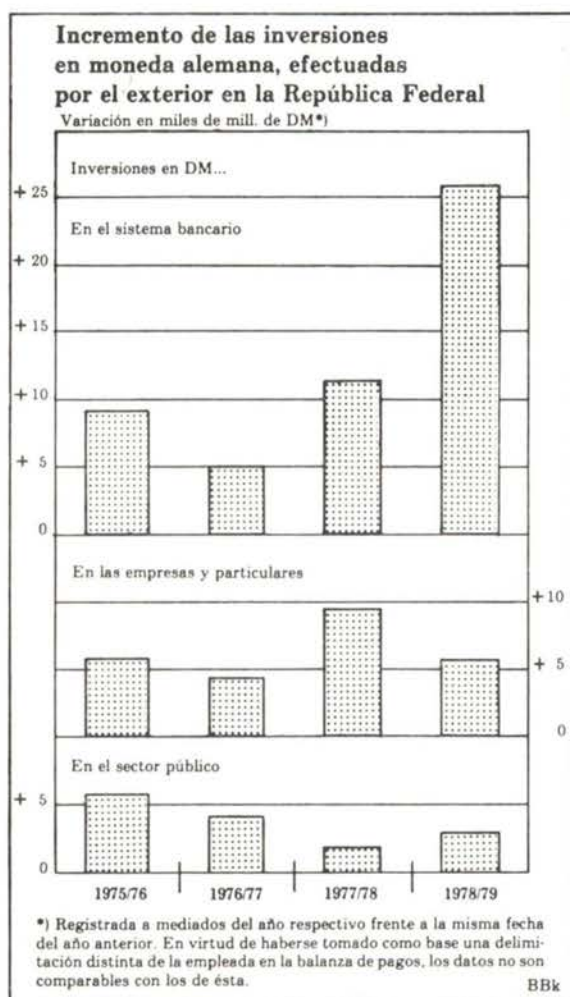 Incremento de las inversiones
en moneda alemana, efectuadas
por el exterior en la República Federal
Variación en miles de mill. de DM*)
Inversiones en DM...
+ 25
En el sistema bancario
+ 20
+ 15
+ 10
+ 5
0
En las empresas y particulares
+ 10
+ 5
0
En el sector público
+ 5
0
1975/76 1976/77 1977/78 1978/79
*) Registrada a mediados del año respectivo frente a la misma fecha
del año anterior. En virtud de haberse tomado como base una delimi-
tación distinta de la empleada en la balanza de pagos, los datos no son
comparables con los de ésta.
BBk